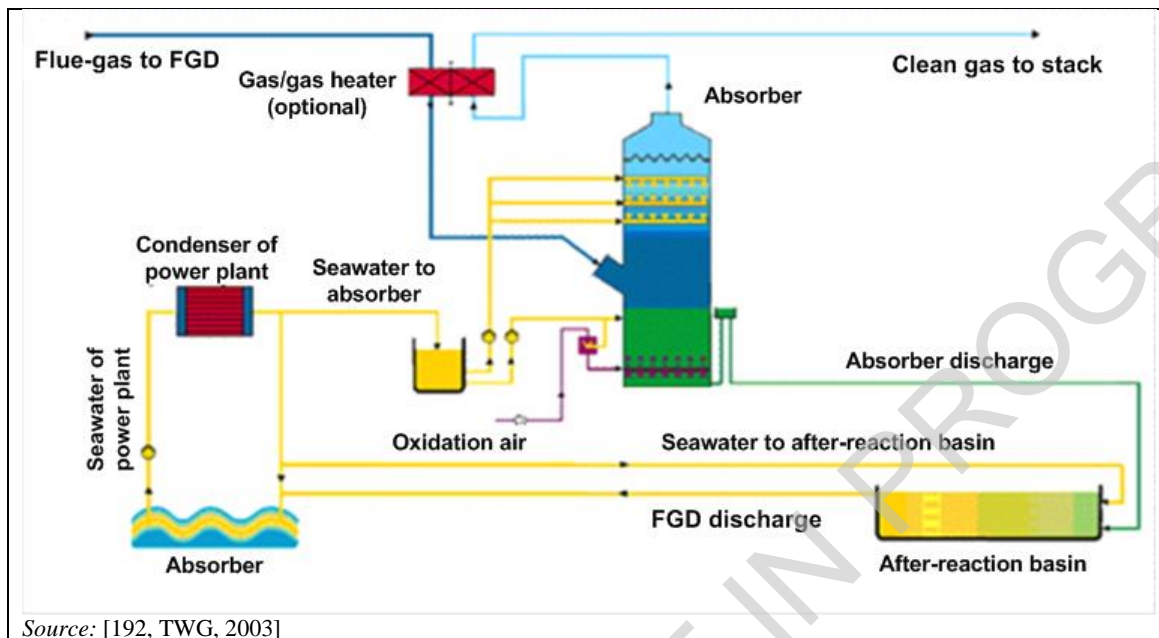 Flue-gas to FGD
Gas/gas heater
(optional)
Absorber
Clean gas to stack
Condenser of
power plant
Seawater to
absorber
Seawater of
power plant
Oxidation air
Absorber discharge
Seawater to after-reaction basin
FGD discharge
Absorber
After-reaction basin
IN PROGR
Source: [192, TWG, 2003]